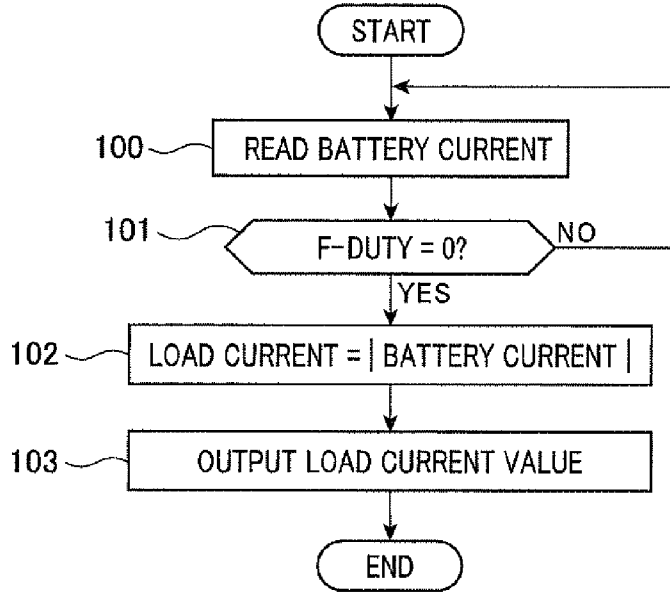 START
100
READ BATTERY CURRENT
101
F-DUTY = 0?
NO
YES
102
LOAD CURRENT = | BATTERY CURRENT |
103
OUTPUT LOAD CURRENT VALUE
END